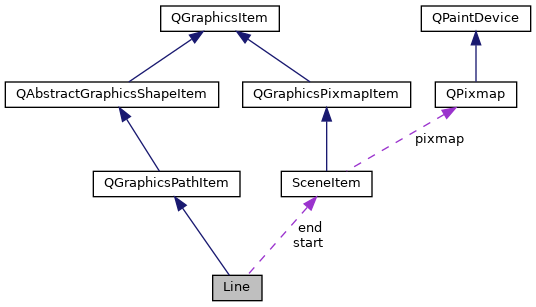 QGraphicsItem
QPaintDevice
QAbstractGraphicsShapeItem
QGraphicsPixmapItem
QPixmap
pixmap
QGraphicsPathItem
SceneItem
end
start
Line